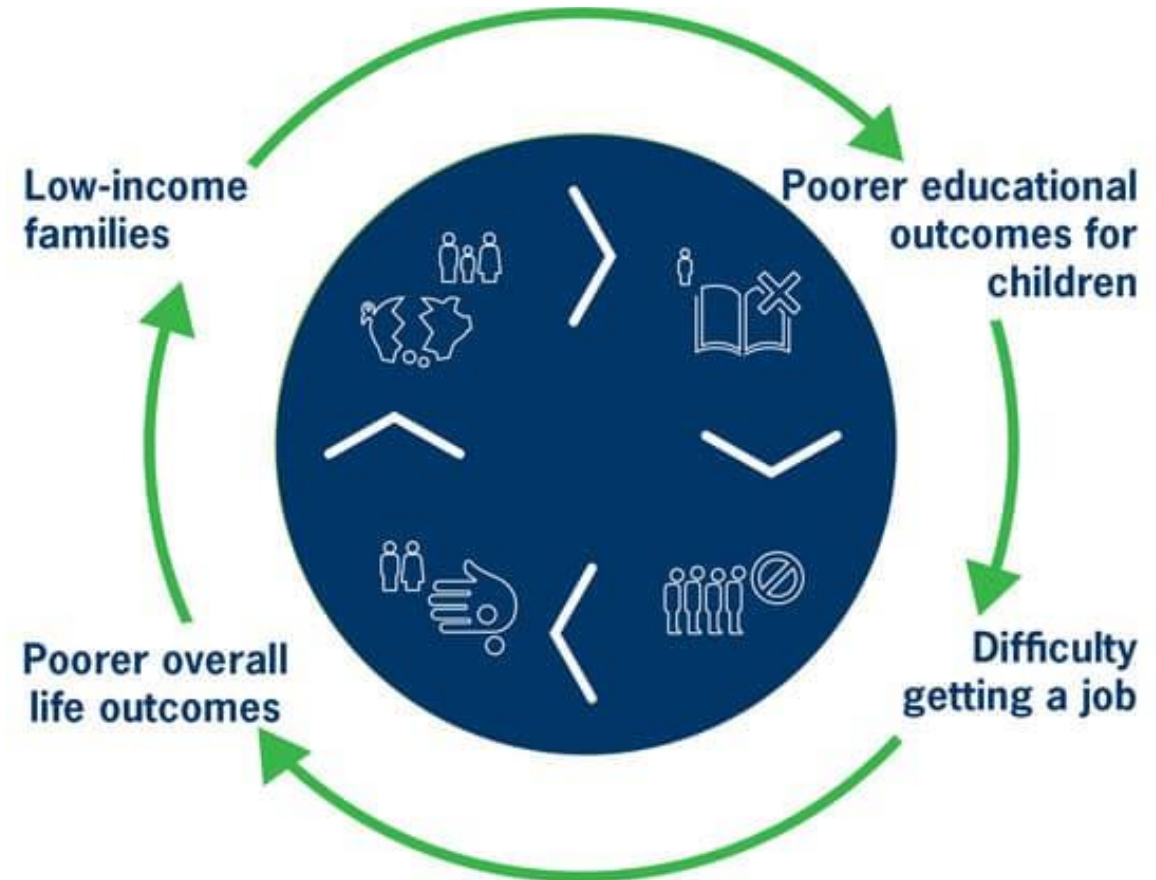 Low-income
families
Poorer educational
outcomes for
children
Difficulty
getting a job
Poorer overall
life outcomes